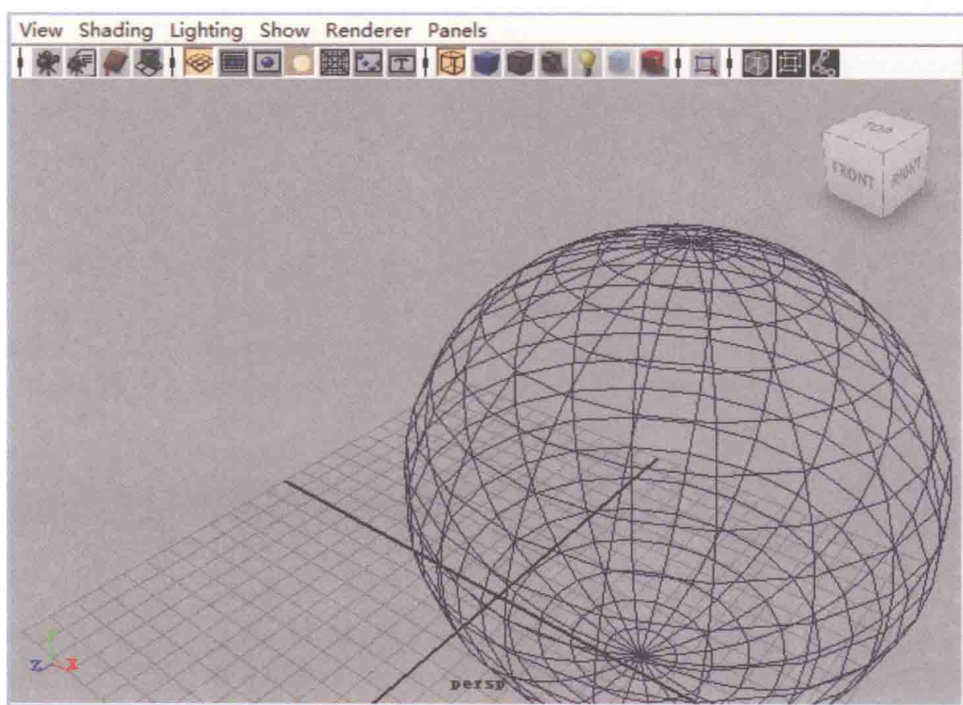 View Shading Lighting Show Renderer Panels
T
TOP
FRONT RIGHT
Y
Z X
persp